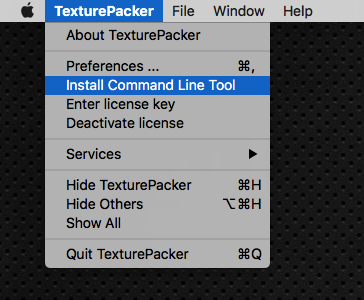 TexturePacker File Window Help
About TexturePacker
Preferences ... ⌘,
Install Command Line Tool
Enter license key
Deactivate license
Services ▶
Hide TexturePacker ⌘H
Hide Others ⌥⌘H
Show All
Quit TexturePacker ⌘Q